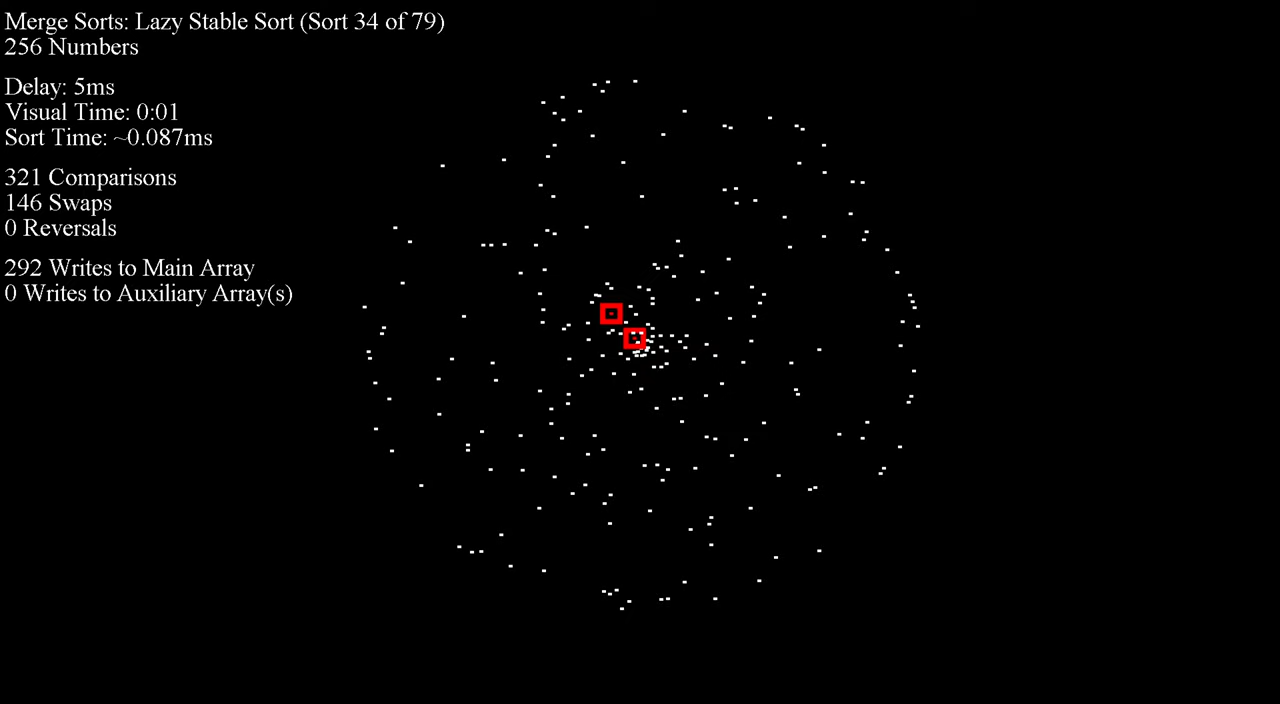 Merge Sorts: Lazy Stable Sort (Sort 34 of 79)
256 Numbers
Delay: 5ms
Visual Time: 0:01
Sort Time: ~0.087ms
321 Comparisons
146 Swaps
0 Reversals
292 Writes to Main Array
0 Writes to Auxiliary Array(s)